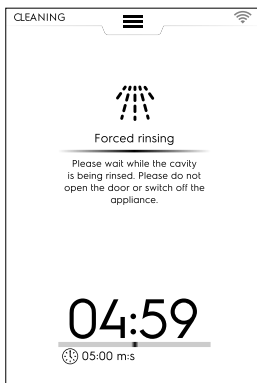 CLEANING
Forced rinsing
Please wait while the cavity
is being rinsed. Please do not
open the door or switch off the
appliance.
04:59
05:00 m:s